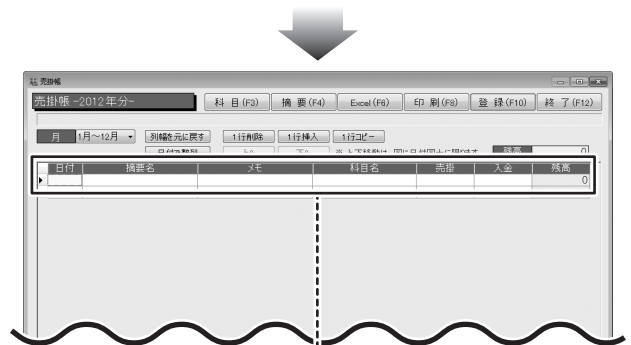 売掛帳
売掛帳 -2012年分-
科 目(F3) 摘 要(F4) Excel(F6) 印 刷(F8) 登 録(F10) 終 了(F12)
月 1月～12月 列幅を元に戻す 1行削除 1行挿入 1行コピー
残高 0
日付 摘要名 メモ 科目名 売掛 入金 残高
0